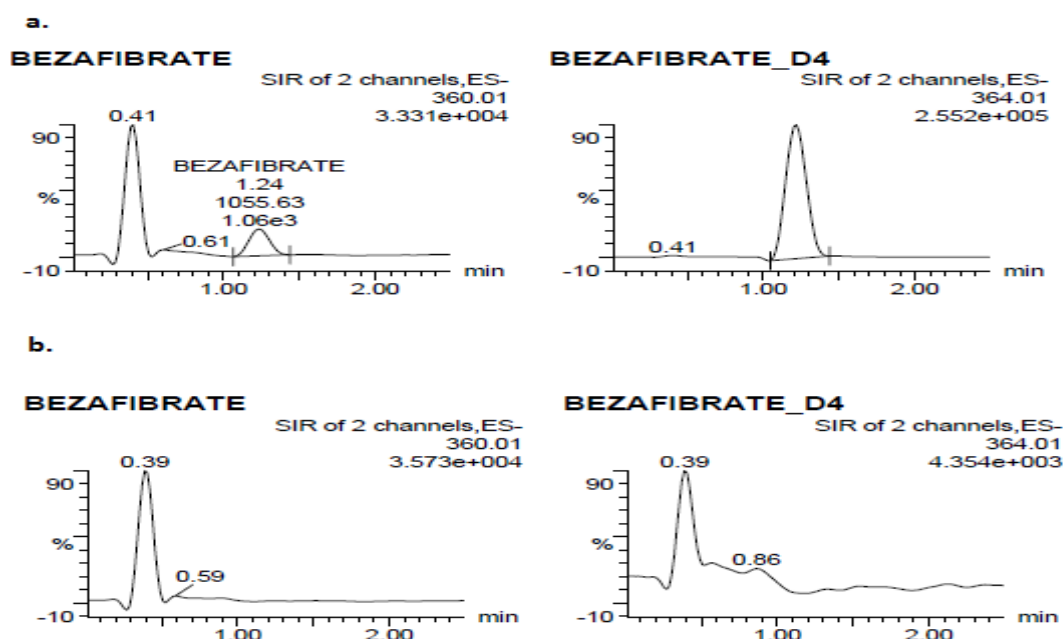 a.
BEZAFIBRATE
SIR of 2 channels,ES-
360.01
3.331e+004
0.41
90
BEZAFIBRATE
1.24
1055.63
1.06e3
%
0.61
-10
min
1.00
2.00
BEZAFIBRATE_D4
SIR of 2 channels,ES-
364.01
2.552e+005
90
%
0.41
-10
min
1.00
2.00
b.
BEZAFIBRATE
SIR of 2 channels,ES-
360.01
3.573e+004
0.39
90
%
0.59
-10
min
1.00
2.00
BEZAFIBRATE_D4
SIR of 2 channels,ES-
364.01
4.354e+003
0.39
90
%
0.86
-10
min
1.00
2.00